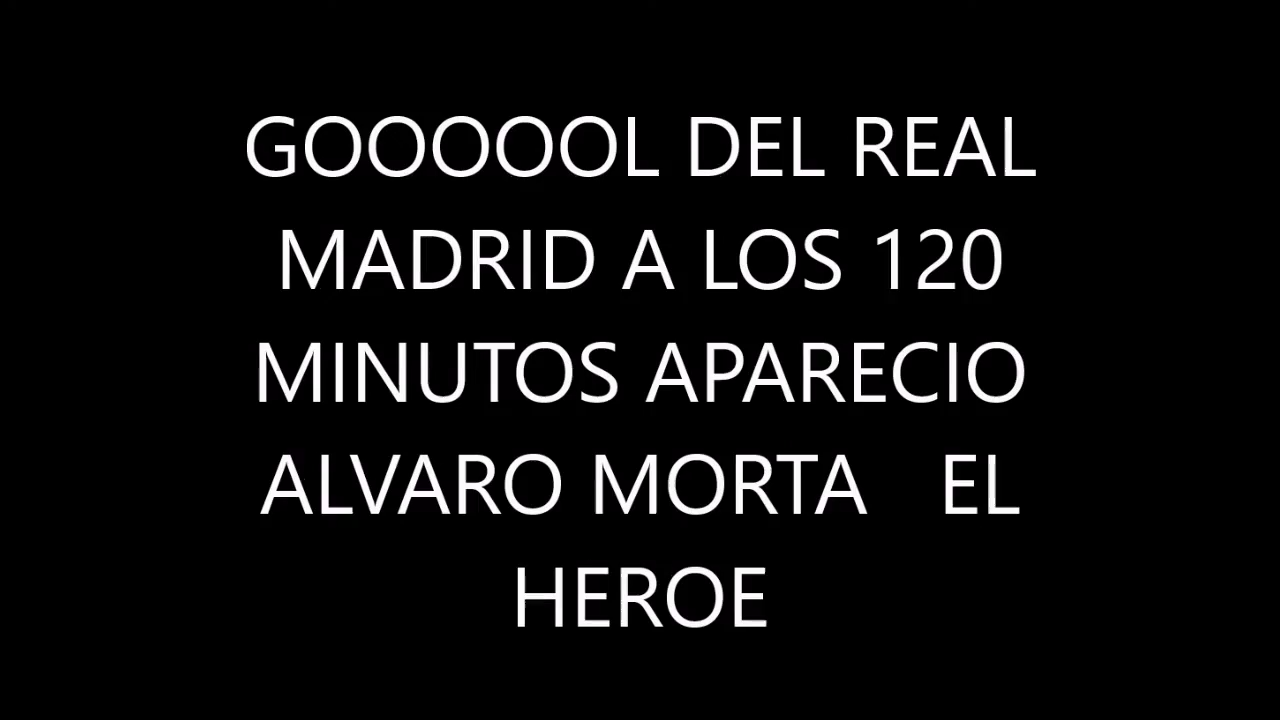 GOOOOOL DEL REAL
MADRID A LOS 120
MINUTOS APARECIO
ALVARO MORTA   EL
HEROE